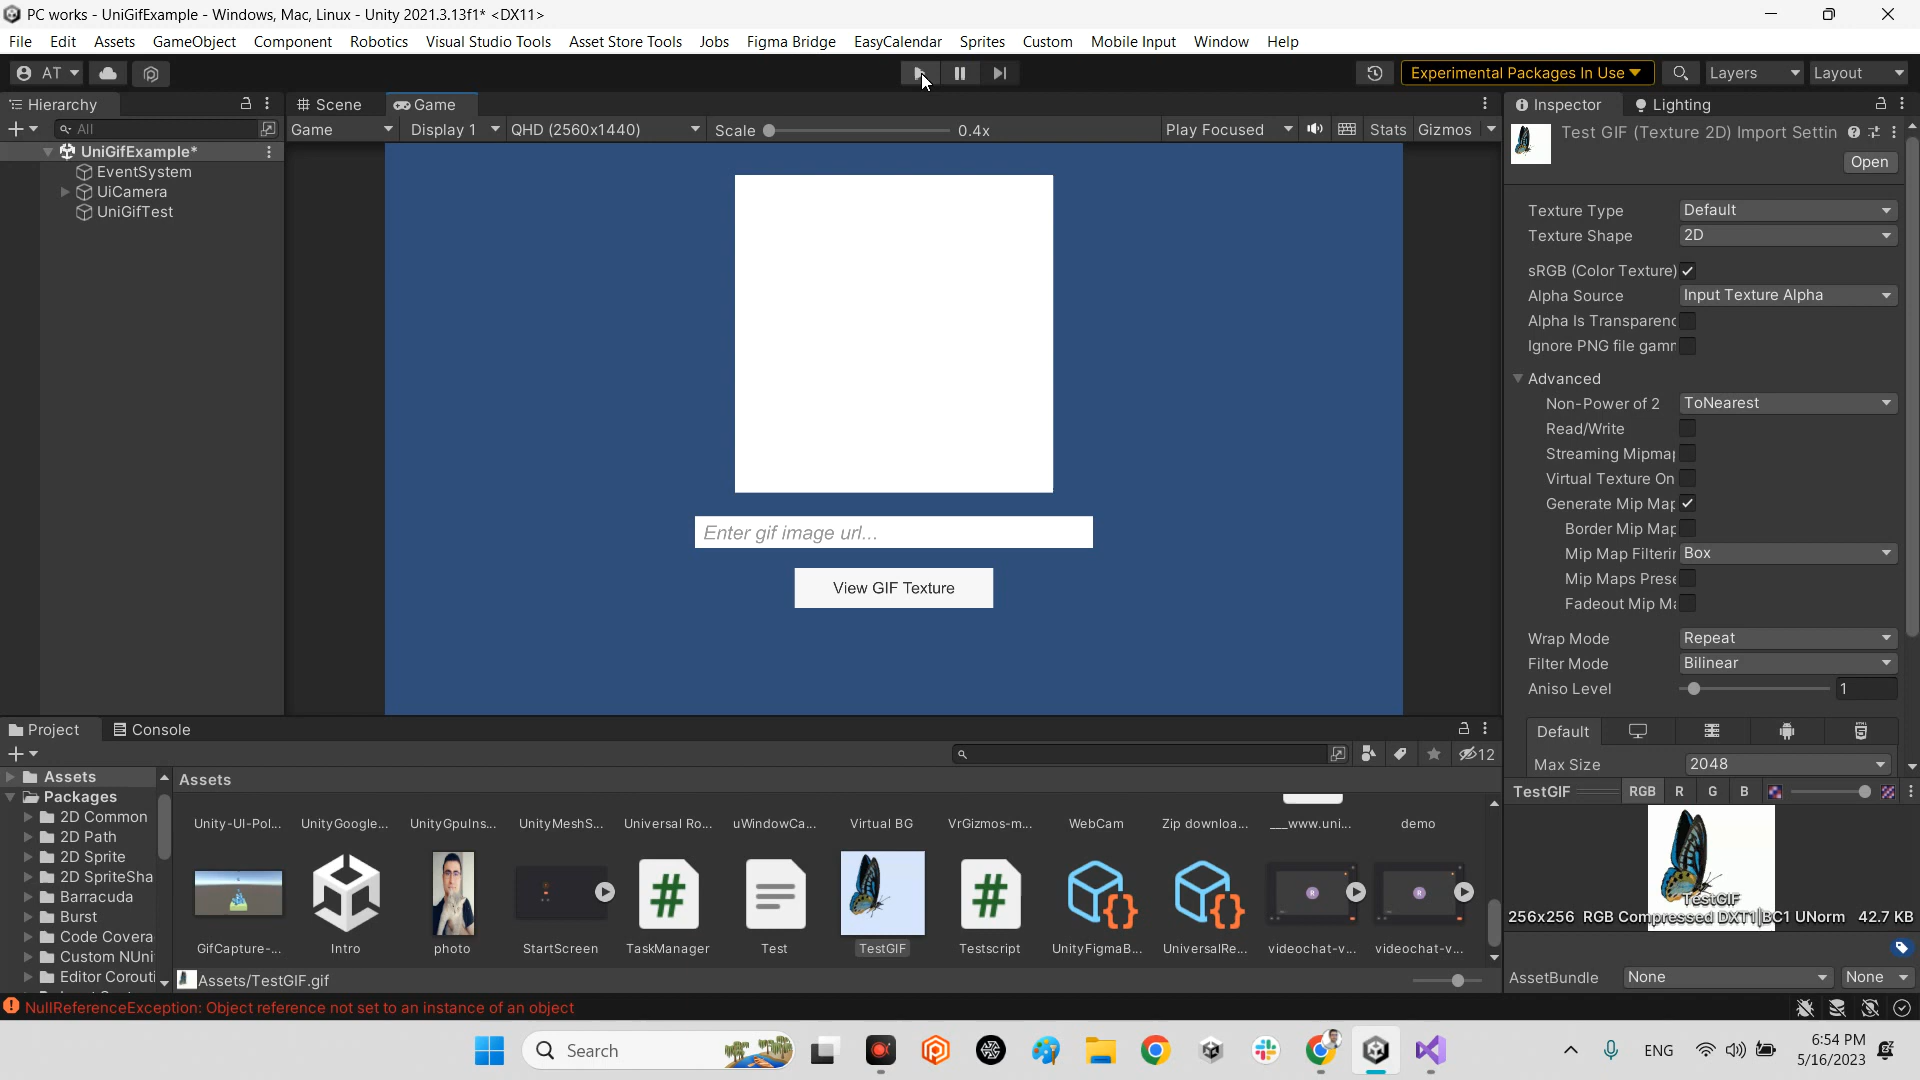 PC works - UniGifExample - Windows, Mac, Linux - Unity 2021.3.13f1* <DX11>
File Edit Assets GameObject Component Robotics Visual Studio Tools Asset Store Tools Jobs Figma Bridge EasyCalendar Sprites Custom Mobile Input Window Help
AT Experimental Packages In Use Layers Layout
Hierarchy Scene Game Inspector Lighting
All Game Display 1 QHD (2560x1440) Scale 0.4x Play Focused Stats Gizmos
Test GIF (Texture 2D) Import Settin
Open
UniGifExample*
EventSystem
UiCamera
UniGifTest
Enter gif image url...
View GIF Texture
Texture Type Default
Texture Shape 2D
sRGB (Color Texture)
Alpha Source Input Texture Alpha
Alpha Is Transparenc
Ignore PNG file gamr
Advanced
Non-Power of 2 ToNearest
Read/Write
Streaming Mipmap
Virtual Texture On
Generate Mip Map
Border Mip Map
Mip Map Filterin Box
Mip Maps Prese
Fadeout Mip Ma
Wrap Mode Repeat
Filter Mode Bilinear
Aniso Level 1
Default
Max Size 2048
Project Console
12
Assets
Packages
2D Common
2D Path
2D Sprite
2D SpriteSha
Barracuda
Burst
Code Covera
Custom NUni
Editor Corouti
Assets
Unity-UI-Pol... UnityGoogle... UnityGpuIns... UnityMeshS... Universal Ro... uWindowCa... Virtual BG VrGizmos-m... WebCam Zip downloa... ___www.uni... demo
GifCapture-... Intro photo StartScreen TaskManager Test TestGIF Testscript UnityFigmaB... UniversalRe... videochat-v... videochat-v...
Assets/TestGIF.gif
TestGIF RGB R G B
TestGIF
256x256 RGB Compressed DXT1|BC1 UNorm 42.7 KB
AssetBundle None None
NullReferenceException: Object reference not set to an instance of an object
Search
ENG
6:54 PM
5/16/2023